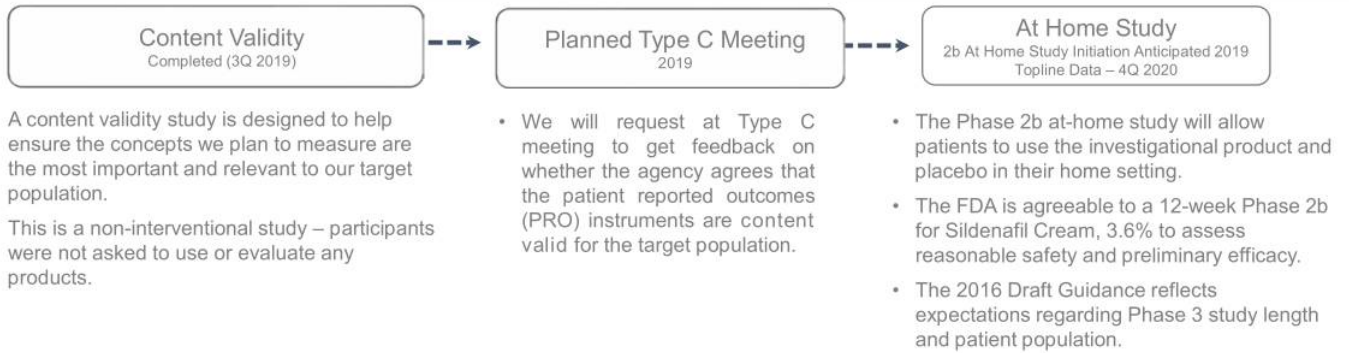 Content Validity
Completed (3Q 2019)
A content validity study is designed to help
ensure the concepts we plan to measure are
the most important and relevant to our target
population.
This is a non-interventional study – participants
were not asked to use or evaluate any
products.
Planned Type C Meeting
2019
• We will request at Type C
meeting to get feedback on
whether the agency agrees that
the patient reported outcomes
(PRO) instruments are content
valid for the target population.
At Home Study
2b At Home Study Initiation Anticipated 2019
Topline Data – 4Q 2020
• The Phase 2b at-home study will allow
patients to use the investigational product and
placebo in their home setting.
• The FDA is agreeable to a 12-week Phase 2b
for Sildenafil Cream, 3.6% to assess
reasonable safety and preliminary efficacy.
• The 2016 Draft Guidance reflects
expectations regarding Phase 3 study length
and patient population.